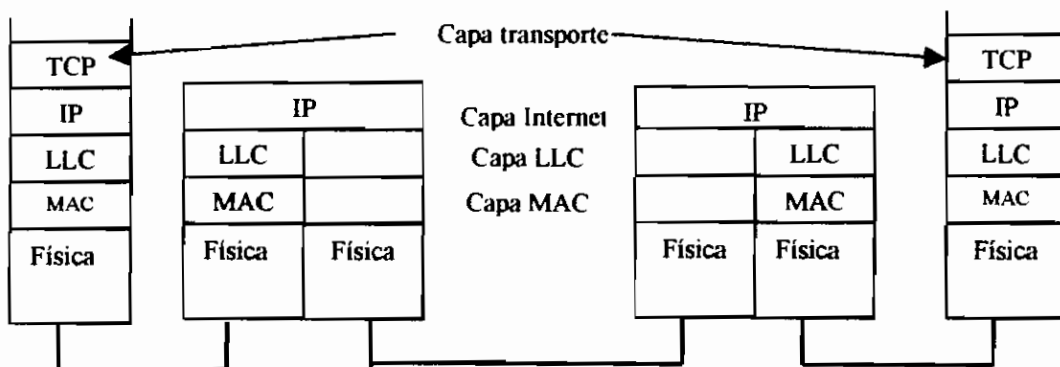 Capa transporte
TCP TCP
IP IP Capa Internet IP IP
LLC LLC Capa LLC LLC LLC
MAC MAC Capa MAC MAC MAC
Física Física Física Física Física Física